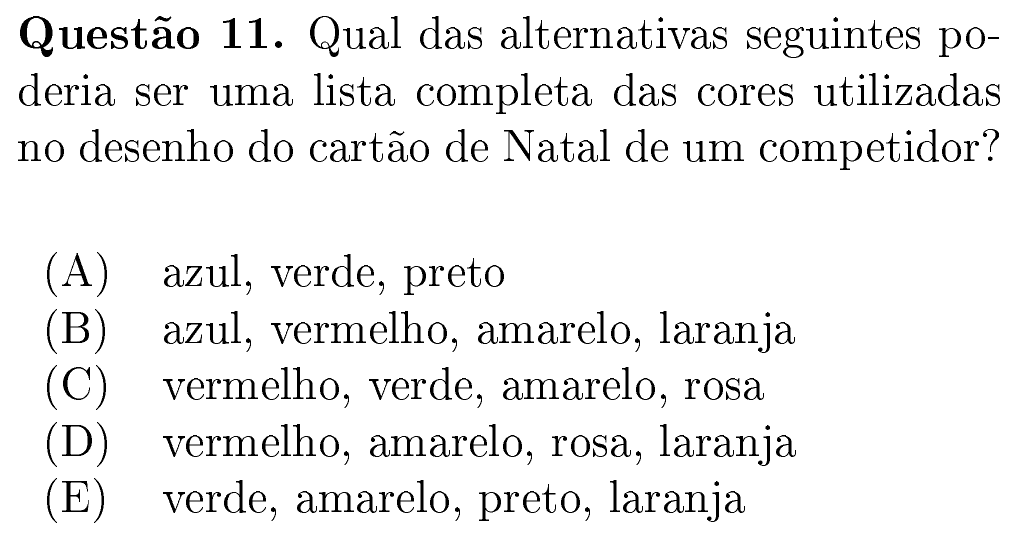 Questão 11. Qual das alternativas seguintes po-
deria ser uma lista completa das cores utilizadas
no desenho do cartão de Natal de um competidor?
(A) azul, verde, preto
(B) azul, vermelho, amarelo, laranja
(C) vermelho, verde, amarelo, rosa
(D) vermelho, amarelo, rosa, laranja
(E) verde, amarelo, preto, laranja